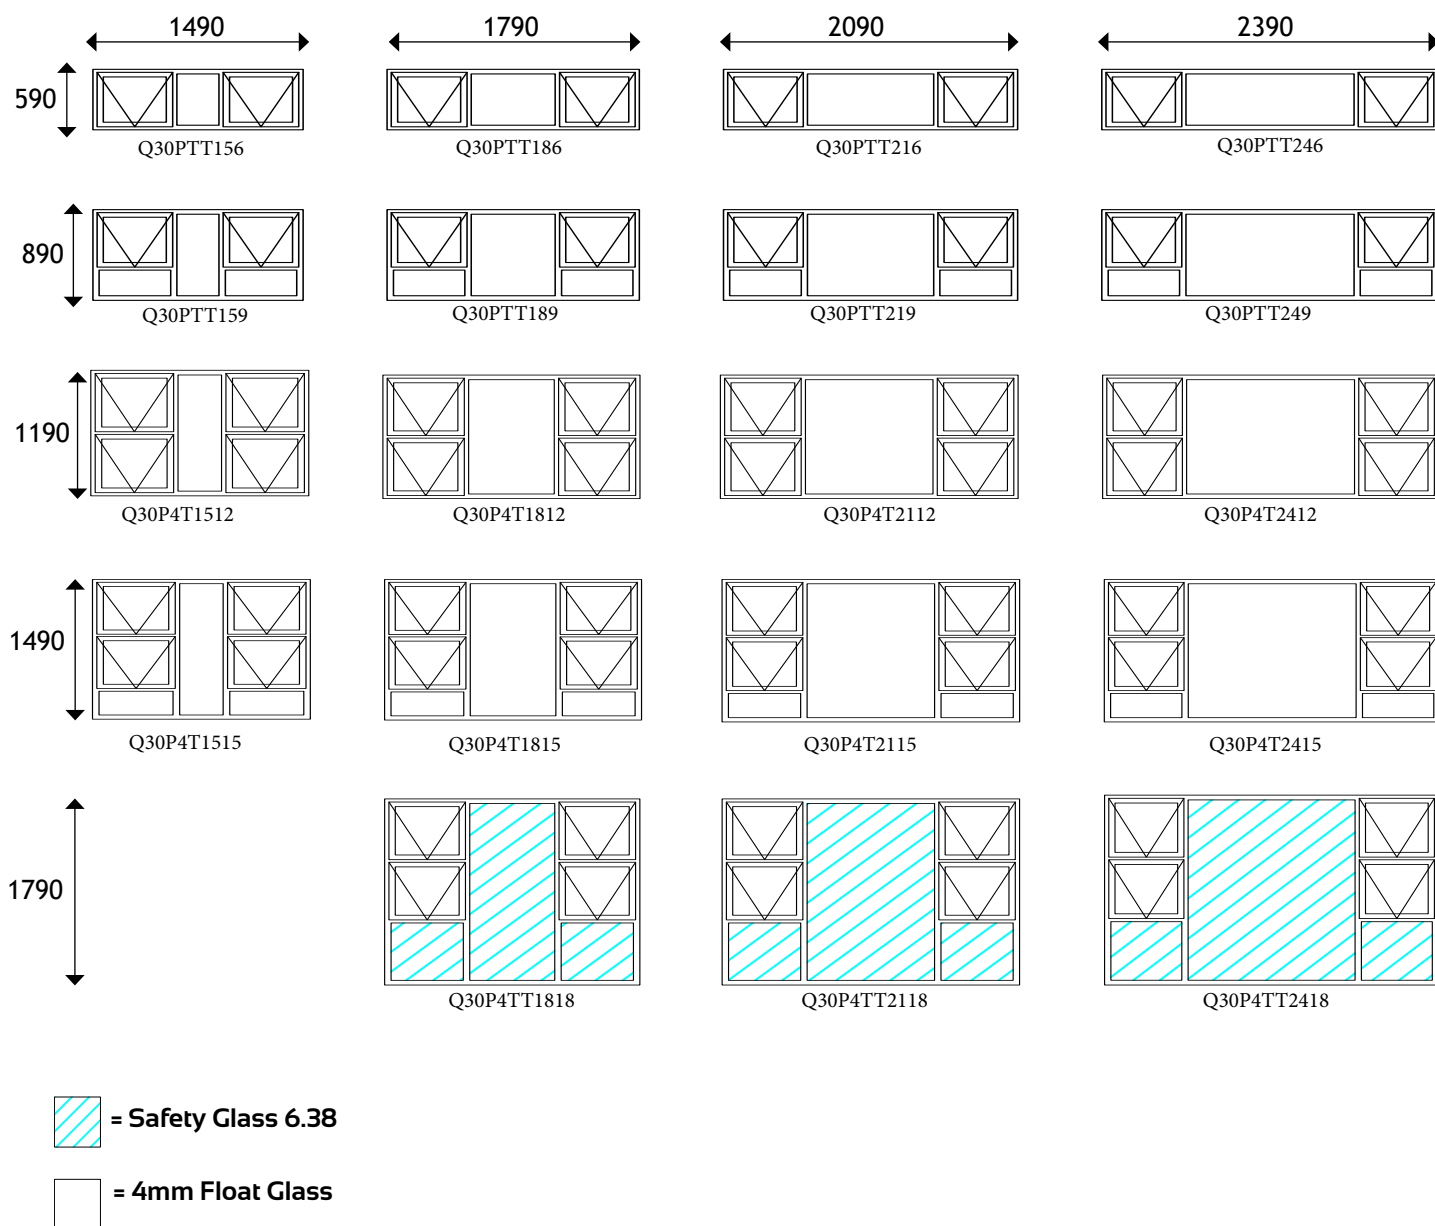 1490 1790 2090 2390
590
Q30PTT156 Q30PTT186 Q30PTT216 Q30PTT246
890
Q30PTT159 Q30PTT189 Q30PTT219 Q30PTT249
1190
Q30P4T1512 Q30P4T1812 Q30P4T2112 Q30P4T2412
1490
Q30P4T1515 Q30P4T1815 Q30P4T2115 Q30P4T2415
1790
Q30P4TT1818 Q30P4TT2118 Q30P4TT2418
= Safety Glass 6.38
= 4mm Float Glass